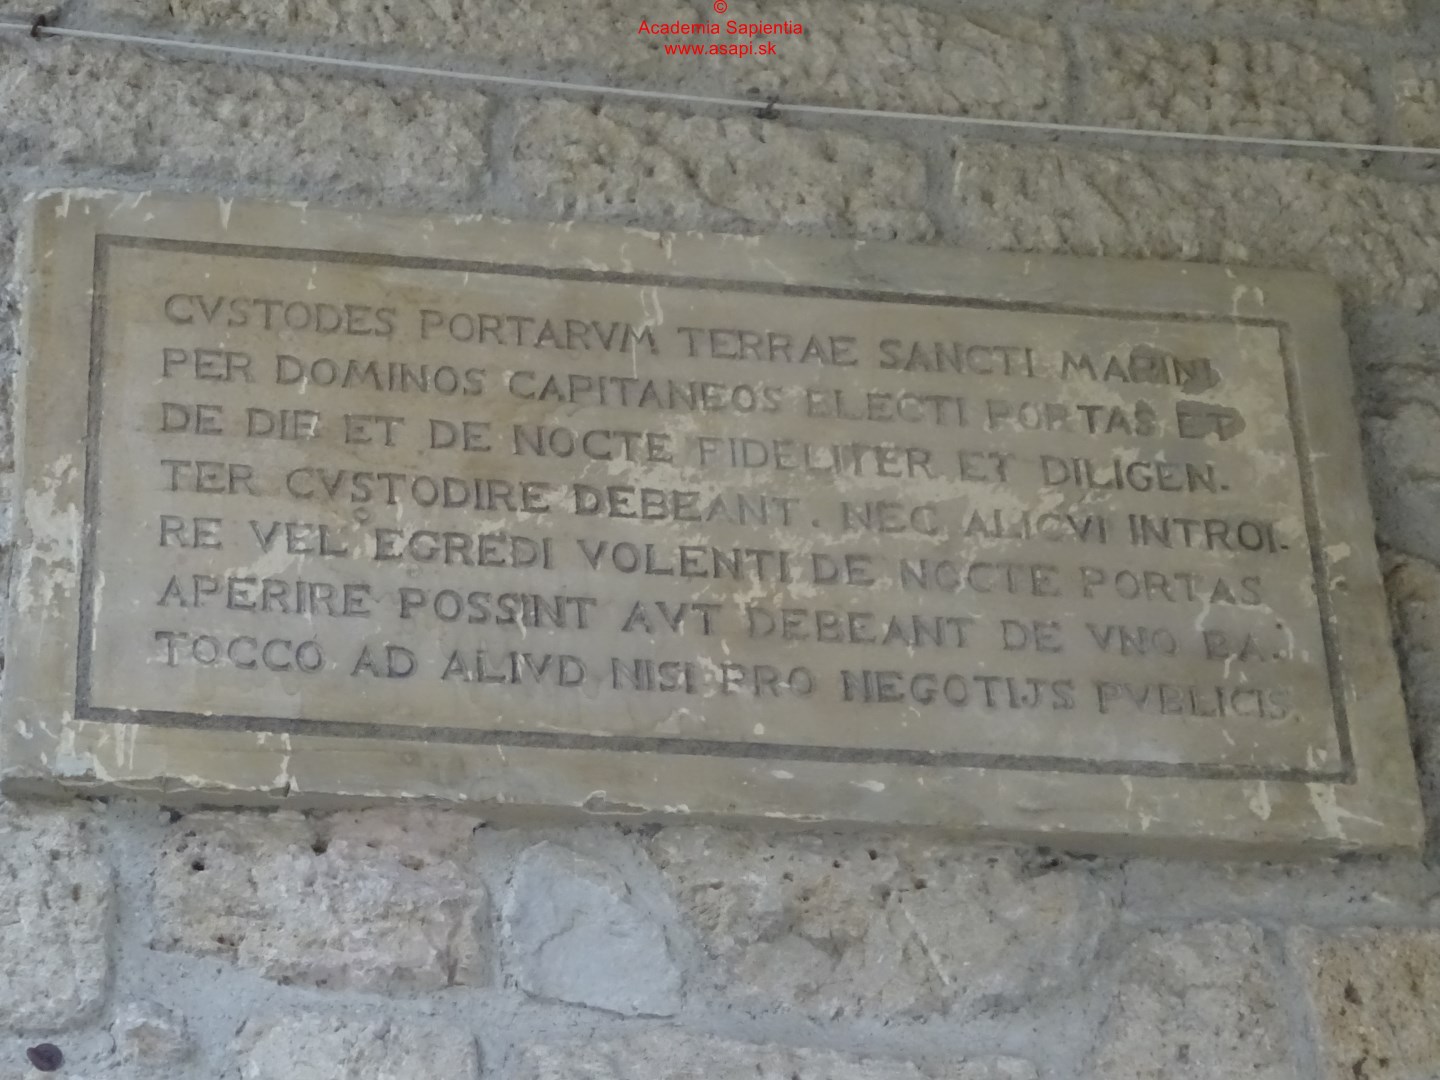 ©
Academia Sapientia
www.asapi.sk
CVSTODES PORTARVM TERRAE SANCTI MARINI
PER DOMINOS CAPITANEOS ELECTI PORTAS ET
DE DIE ET DE NOCTE FIDELITER ET DILIGEN-
TER CVSTODIRE DEBEANT. NEC ALICVI INTROI-
RE VEL EGREDI VOLENTI DE NOCTE PORTAS
APERIRE POSSINT AVT DEBEANT DE VNO BA-
TOCCO AD ALIVD NISI PRO NEGOTIJS PVBLICIS.